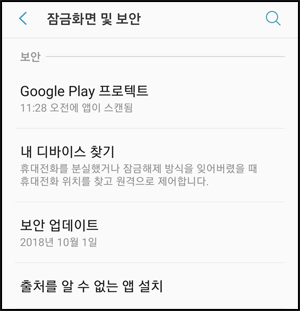 잠금화면 및 보안
보안
Google Play 프로텍트
11:28 오전에 앱이 스캔됨
내 디바이스 찾기
휴대전화를 분실했거나 잠금해제 방식을 잊어버렸을 때
휴대전화 위치를 찾고 원격으로 제어합니다.
보안 업데이트
2018년 10월 1일
출처를 알 수 없는 앱 설치